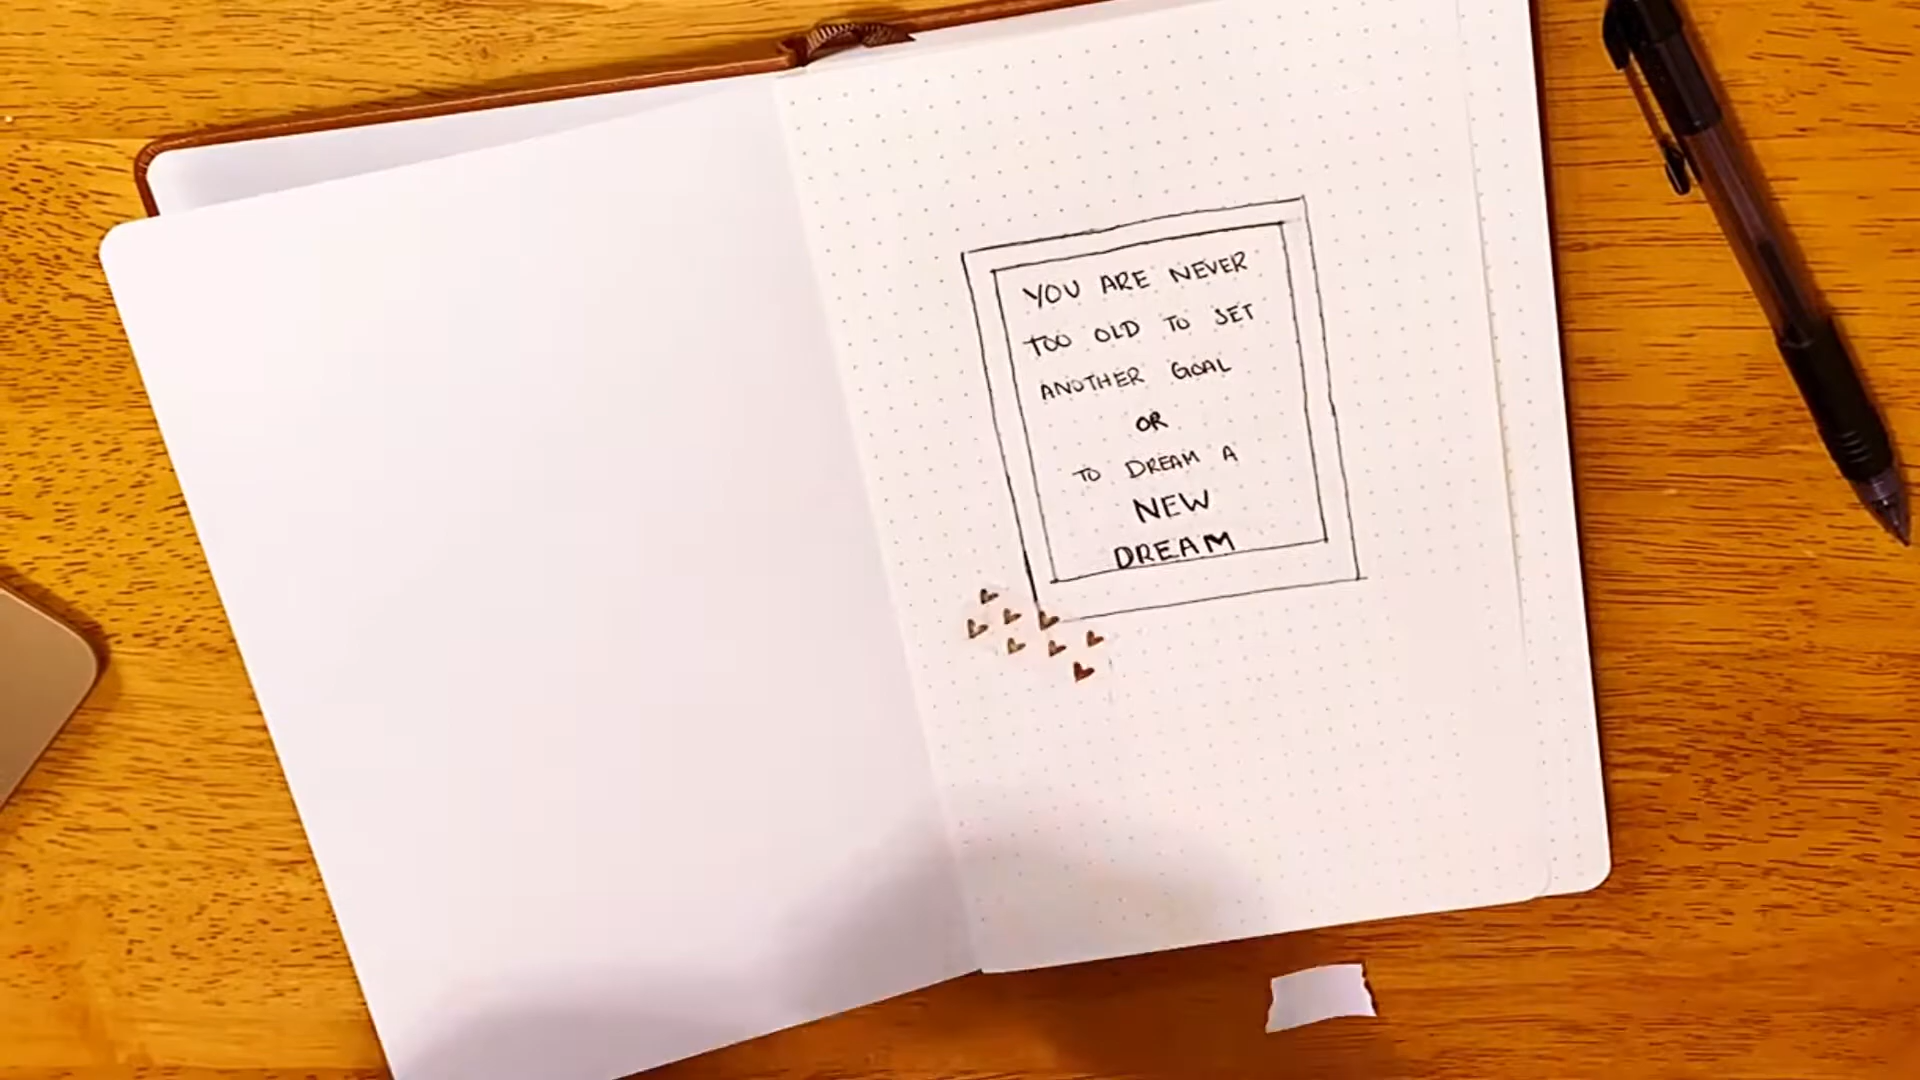 YOU ARE NEVER
TOO OLD TO SET
ANOTHER GOAL
OR
TO DREAM A
NEW
DREAM